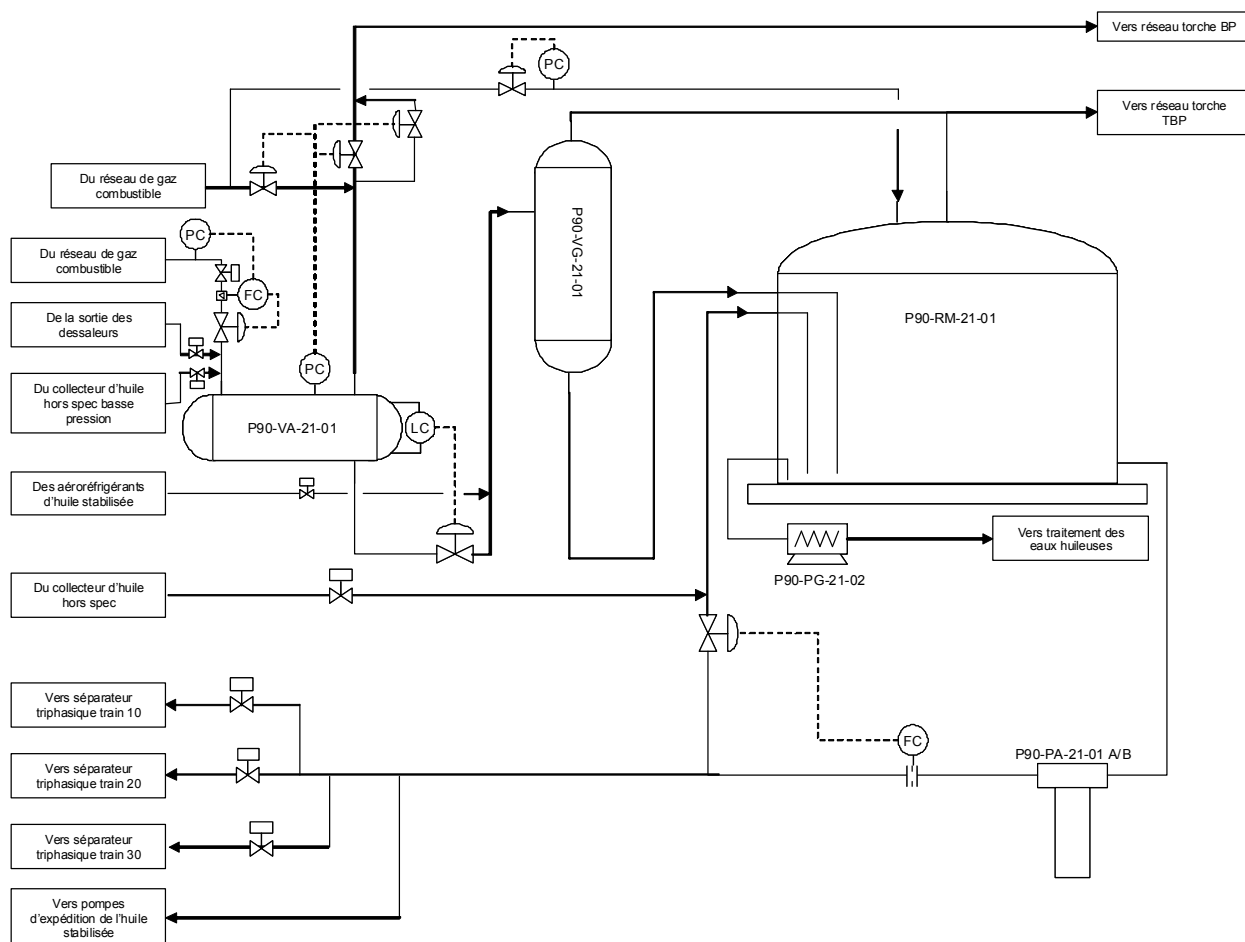 Vers réseau torche BP
PC
Vers réseau torche
TBP
Du réseau de gaz
combustible
P90-VG-21-01
PC
Du réseau de gaz
combustible
FC
De la sortie des
dessaleurs
P90-RM-21-01
PC
Du collecteur d'huile
hors spec basse
pression
P90-VA-21-01
LC
Des aéroréfrigérants
d'huile stabilisée
Vers traitement des
eaux huileuses
P90-PG-21-02
Du collecteur d'huile
hors spec
Vers séparateur
triphasique train 10
FC
P90-PA-21-01 A/B
Vers séparateur
triphasique train 20
Vers séparateur
triphasique train 30
Vers pompes
d'expédition de l'huile
stabilisée